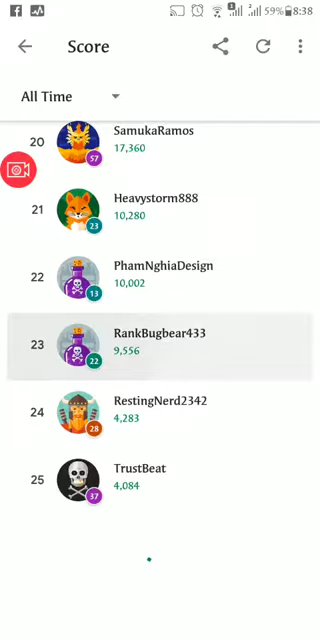 59% 8:38
Score
All Time
20 SamukaRamos
57 17,360
21 Heavystorm888
23 10,280
22 PhamNghiaDesign
13 10,002
23 RankBugbear433
22 9,556
24 RestingNerd2342
28 4,283
25 TrustBeat
37 4,084